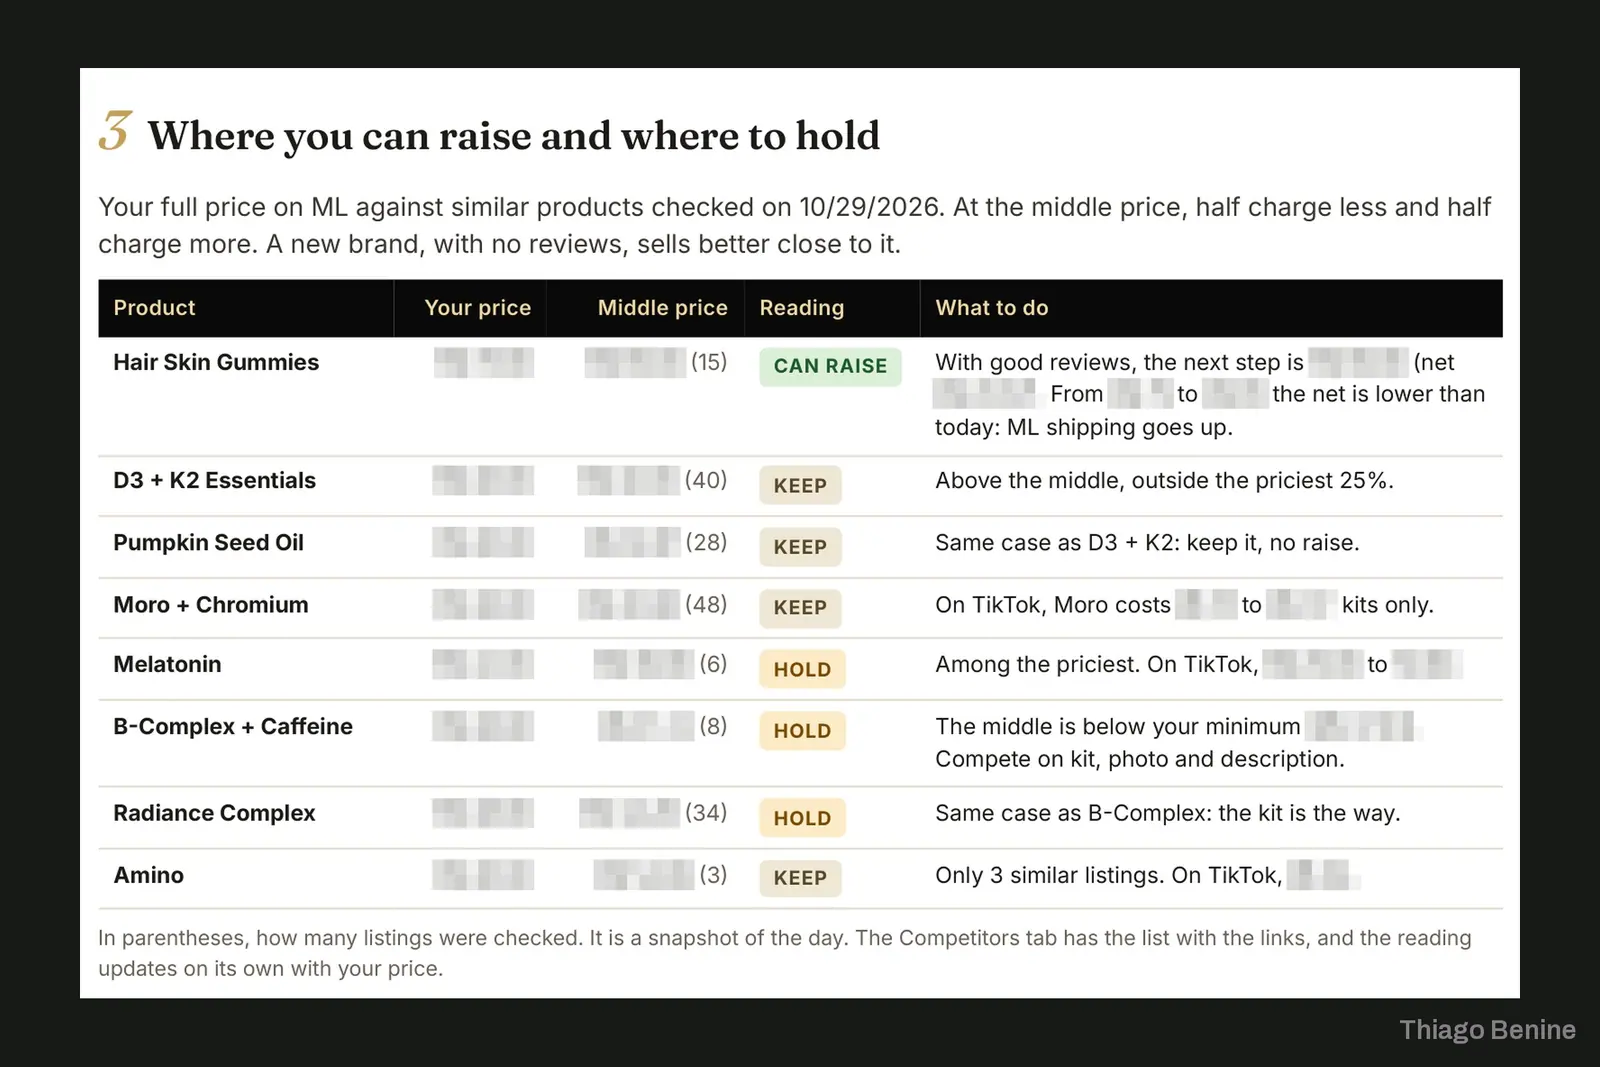 3 Where you can raise and where to hold
Your full price on ML against similar products checked on 10/29/2026. At the middle price, half charge less and half
charge more. A new brand, with no reviews, sells better close to it.
Product Your price Middle price Reading What to do
Hair Skin Gummies (15) CAN RAISE With good reviews, the next step is (net
From to the net is lower than
today: ML shipping goes up.
D3 + K2 Essentials (40) KEEP Above the middle, outside the priciest 25%.
Pumpkin Seed Oil (28) KEEP Same case as D3 + K2: keep it, no raise.
Moro + Chromium (48) KEEP On TikTok, Moro costs to kits only.
Melatonin (6) HOLD Among the priciest. On TikTok, to
B-Complex + Caffeine (8) HOLD The middle is below your minimum
Compete on kit, photo and description.
Radiance Complex (34) HOLD Same case as B-Complex: the kit is the way.
Amino (3) KEEP Only 3 similar listings. On TikTok,
In parentheses, how many listings were checked. It is a snapshot of the day. The Competitors tab has the list with the links, and the reading
updates on its own with your price.
Thiago Benine